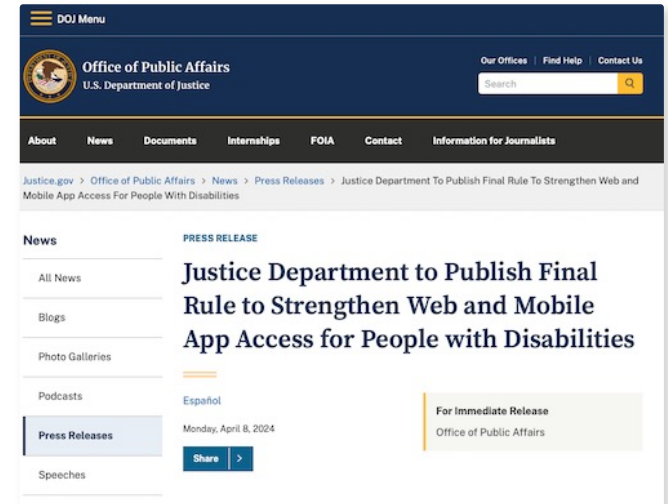 DOJ Menu
Office of Public Affairs
U.S. Department of Justice
Our Offices | Find Help | Contact Us
Search
About News Documents Internships FOIA Contact Information for Journalists
Justice.gov > Office of Public Affairs > News > Press Releases > Justice Department To Publish Final Rule To Strengthen Web and
Mobile App Access For People With Disabilities
News
All News
Blogs
Photo Galleries
Podcasts
Press Releases
Speeches
PRESS RELEASE
Justice Department to Publish Final
Rule to Strengthen Web and Mobile
App Access for People with Disabilities
Español
Monday, April 8, 2024
Share >
For Immediate Release
Office of Public Affairs